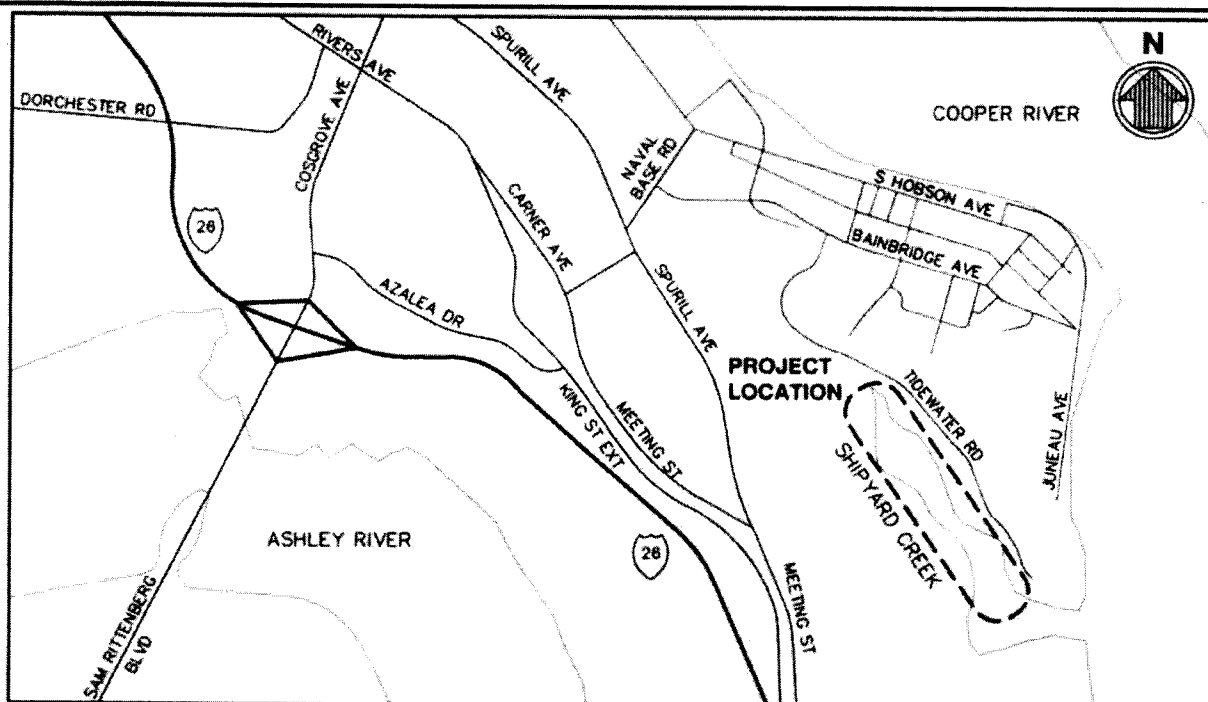 N
COOPER RIVER
RIVERS AVE
SPURILL AVE
DORCHESTER RD
COSGROVE AVE
NAVAL
BASE RD
S HOBSON AVE
CARNER AVE
BAINBRIDGE AVE
26
AZALEA DR
SPURILL AVE
PROJECT
LOCATION
TIDEWATER RD
KING ST EXT
MEETING ST
SHIPYARD CREEK
JUNEAU AVE
ASHLEY RIVER
26
MEETING ST
SAM RITTENBERG
BLVD